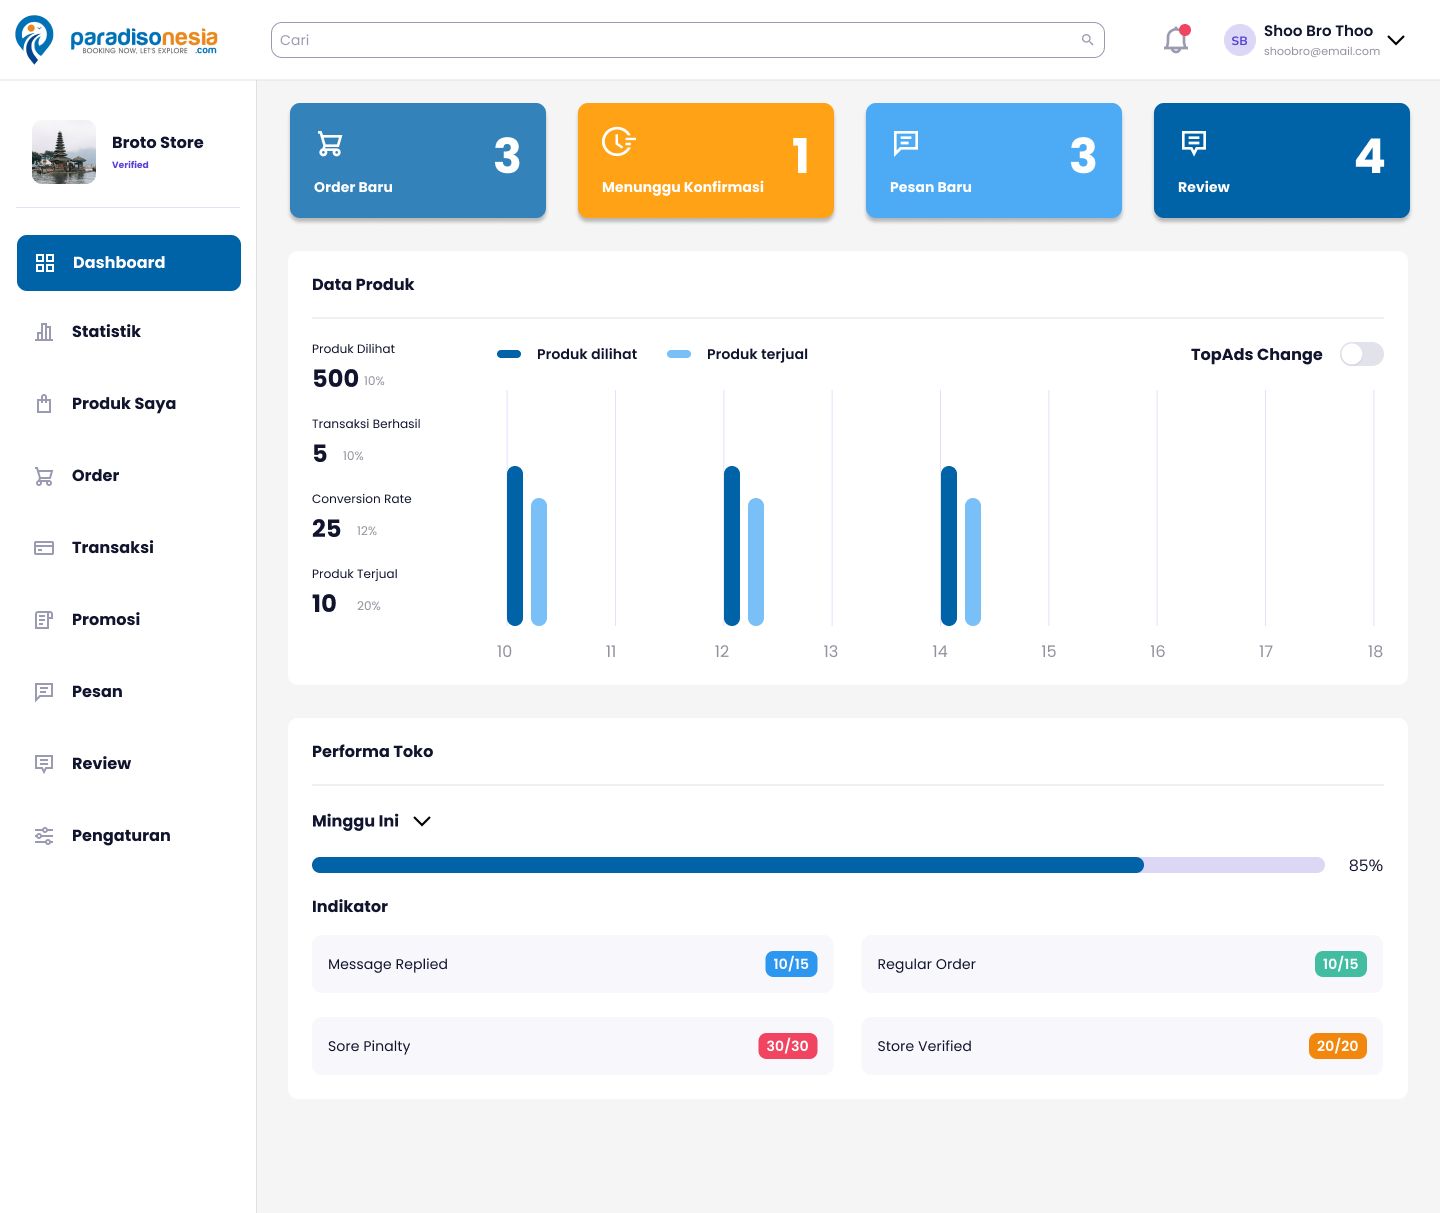 paradisonesia
BOOKING NOW, LET'S EXPLORE .com
Cari
SB
Shoo Bro Thoo
shoobro@email.com
Broto Store
Verified
Dashboard
Statistik
Produk Saya
Order
Transaksi
Promosi
Pesan
Review
Pengaturan
3
Order Baru
1
Menunggu Konfirmasi
3
Pesan Baru
4
Review
Data Produk
Produk Dilihat
500 10%
Transaksi Berhasil
5 10%
Conversion Rate
25 12%
Produk Terjual
10 20%
Produk dilihat Produk terjual
TopAds Change
10 11 12 13 14 15 16 17 18
Performa Toko
Minggu Ini
85%
Indikator
Message Replied 10/15
Regular Order 10/15
Sore Pinalty 30/30
Store Verified 20/20